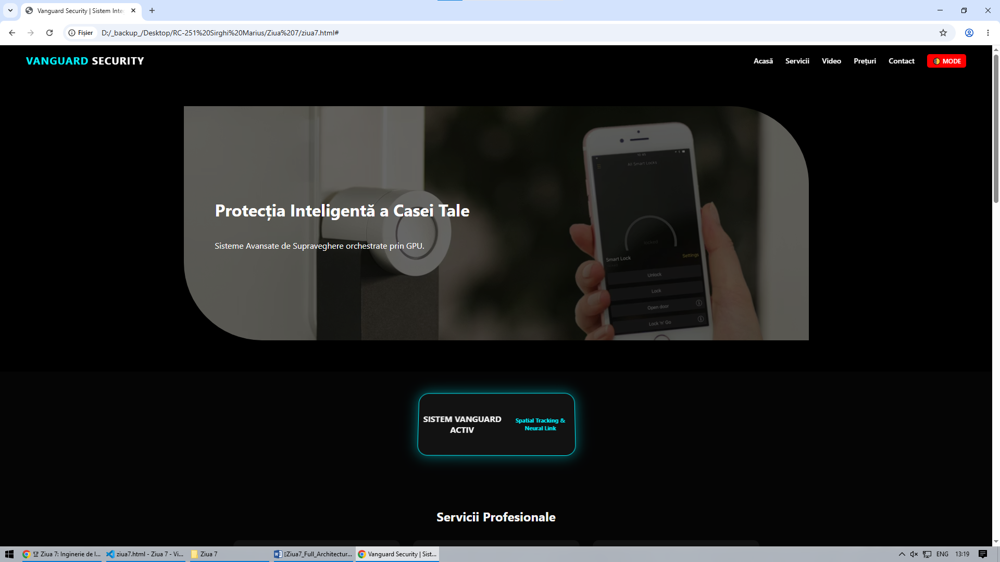 Vanguard Security | Sistem Inte
Fișier
D:/_backup_/Desktop/RC-251%20Sirghi%20Marius/Ziua%207/ziua7.html#
VANGUARD SECURITY
Acasă
Servicii
Video
Prețuri
Contact
MODE
10:45
All Smart Locks
Protecția Inteligentă a Casei Tale
locked
Sisteme Avansate de Supraveghere orchestrate prin GPU.
Smart Lock
Settings
Unlock
Lock
Open door
Lock 'n' Go
SISTEM VANGUARD
ACTIV
Spatial Tracking &
Neural Link
Servicii Profesionale
Ziua 7: Inginerie de I...
ziua7.html - Ziua 7 - Vi...
Ziua 7
Ziua7_Full_Architectur...
Vanguard Security | Sist...
ENG
13:19